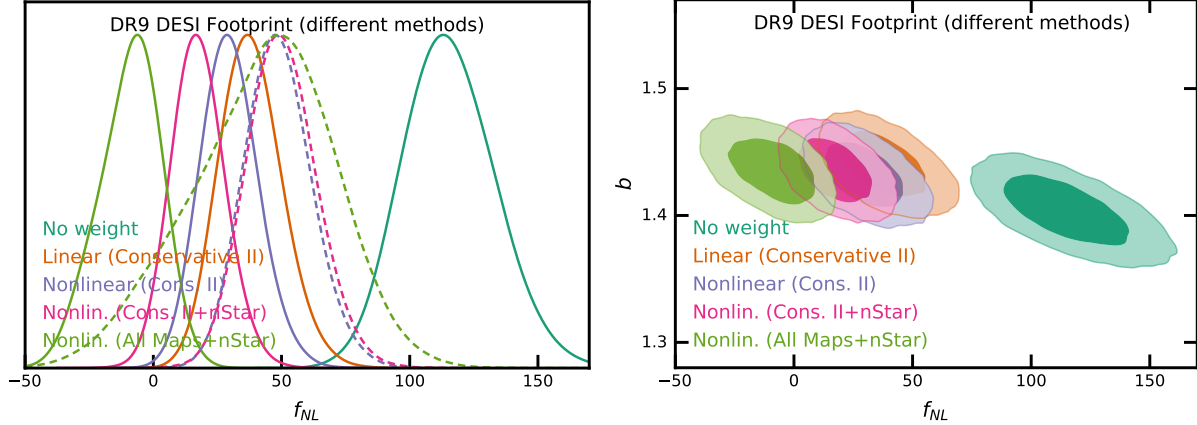 DR9 DESI Footprint (different methods)
No weight
Linear (Conservative II)
Nonlinear (Cons. II)
Nonlin. (Cons. II+nStar)
Nonlin. (All Maps+nStar)
−50 0 50 100 150
f_NL
DR9 DESI Footprint (different methods)
1.5
1.4
1.3
b
No weight
Linear (Conservative II)
Nonlinear (Cons. II)
Nonlin. (Cons. II+nStar)
Nonlin. (All Maps+nStar)
−50 0 50 100 150
f_NL